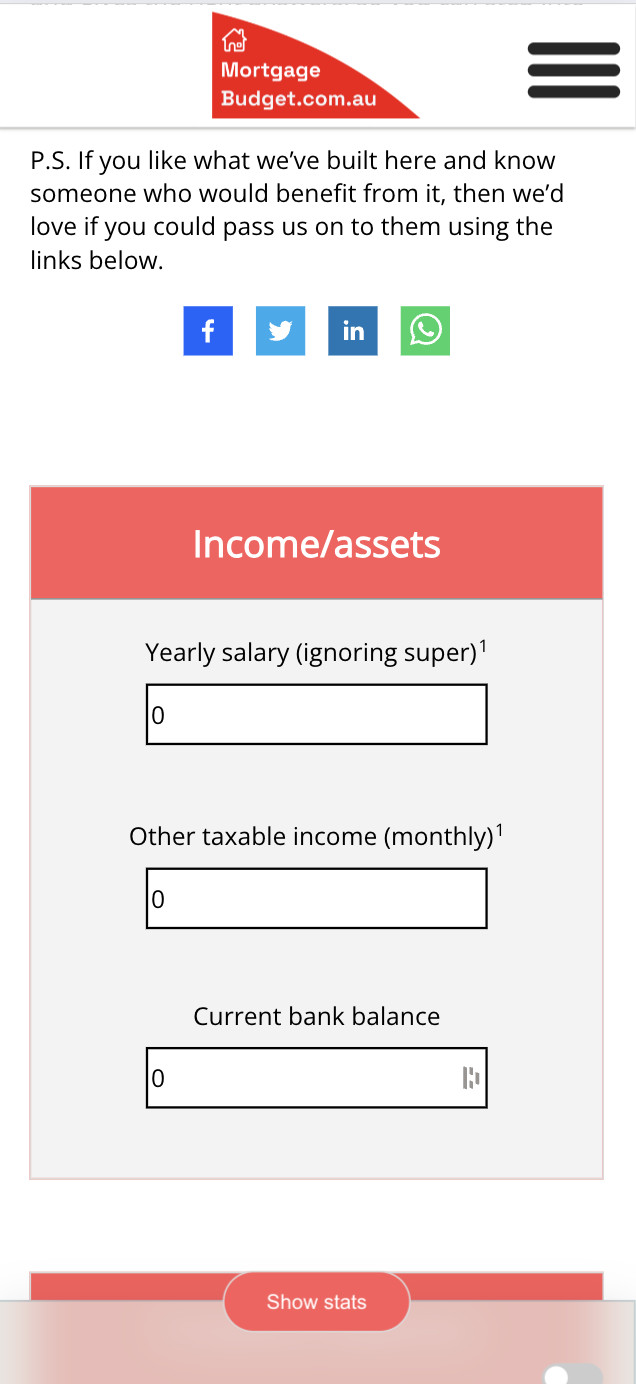 Mortgage
Budget.com.au
P.S. If you like what we’ve built here and know
someone who would benefit from it, then we’d
love if you could pass us on to them using the
links below.
f
in
Income/assets
Yearly salary (ignoring super)1
0
Other taxable income (monthly)1
0
Current bank balance
0
Show stats